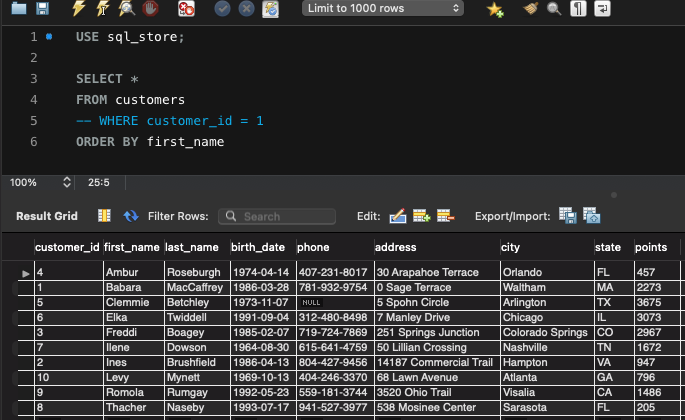 Limit to 1000 rows
1 USE sql_store;
2
3 SELECT *
4 FROM customers
5 -- WHERE customer_id = 1
6 ORDER BY first_name
100% 25:5
Result Grid Filter Rows: Search Edit: Export/Import:
customer_id first_name last_name birth_date phone address city state points
4 Ambur Roseburgh 1974-04-14 407-231-8017 30 Arapahoe Terrace Orlando FL 457
1 Babara MacCaffrey 1986-03-28 781-932-9754 0 Sage Terrace Waltham MA 2273
5 Clemmie Betchley 1973-11-07 NULL 5 Spohn Circle Arlington TX 3675
6 Elka Twiddell 1991-09-04 312-480-8498 7 Manley Drive Chicago IL 3073
3 Freddi Boagey 1985-02-07 719-724-7869 251 Springs Junction Colorado Springs CO 2967
7 Ilene Dowson 1964-08-30 615-641-4759 50 Lillian Crossing Nashville TN 1672
2 Ines Brushfield 1986-04-13 804-427-9456 14187 Commercial Trail Hampton VA 947
10 Levy Mynett 1969-10-13 404-246-3370 68 Lawn Avenue Atlanta GA 796
9 Romola Rumgay 1992-05-23 559-181-3744 3520 Ohio Trail Visalia CA 1486
8 Thacher Naseby 1993-07-17 941-527-3977 538 Mosinee Center Sarasota FL 205